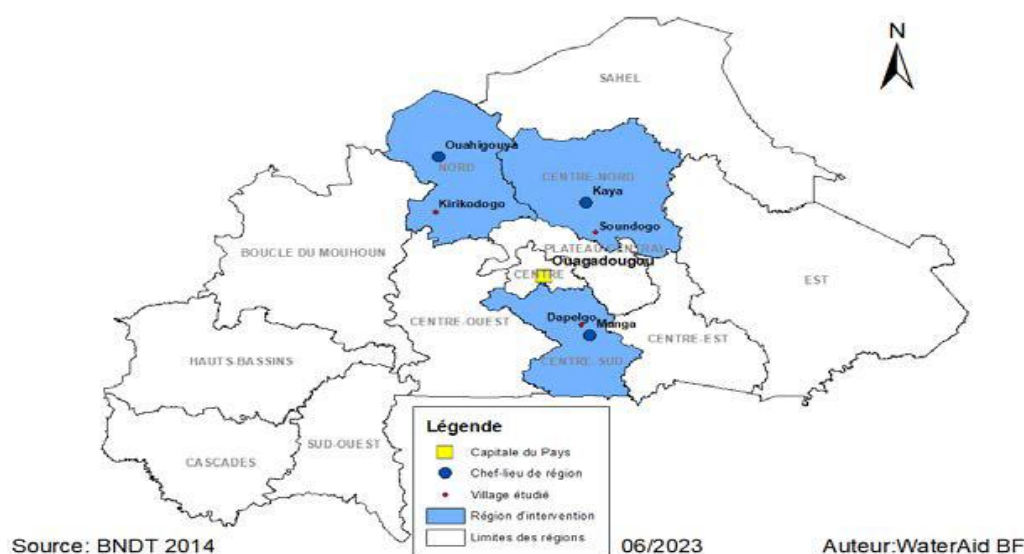 N
SAHEL
Ouahigouya
NORD
CENTRE-NORD
Kaya
Kirikodogo
Soundogo
BOUCLE DU MOUHOUN
PLATEAU CENTRAL
Ouagadougou
CENTRE
EST
CENTRE-OUEST
Dapelgo
Manga
CENTRE-EST
HAUTS-BASSINS
CENTRE-SUD
SUD-OUEST
CASCADES
Légende
Capitale du Pays
Chef-lieu de région
Village étudié
Région d'intervention
Limites des régions
Source: BNDT 2014
06/2023
Auteur:WaterAid BF